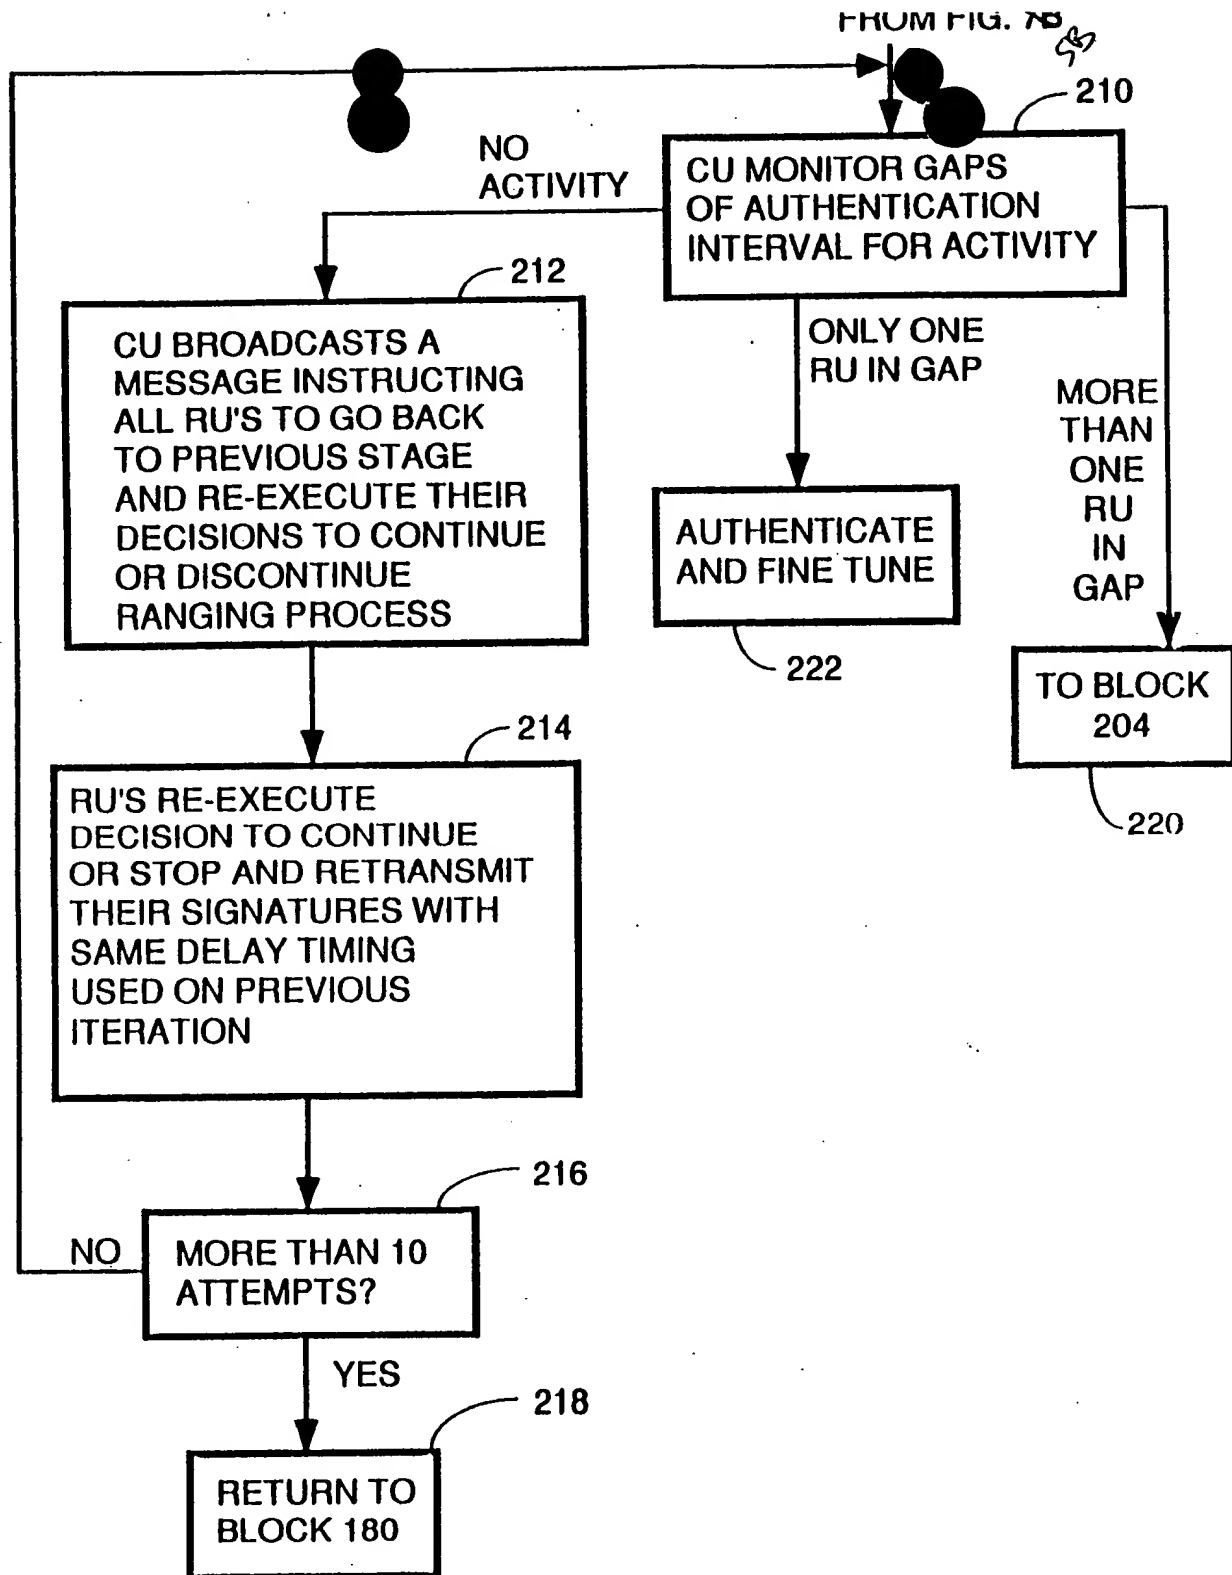 FROM FIG.
210
NO
ACTIVITY
CU MONITOR GAPS
OF AUTHENTICATION
INTERVAL FOR ACTIVITY
212
CU BROADCASTS A
MESSAGE INSTRUCTING
ALL RU'S TO GO BACK
TO PREVIOUS STAGE
AND RE-EXECUTE THEIR
DECISIONS TO CONTINUE
OR DISCONTINUE
RANGING PROCESS
ONLY ONE
RU IN GAP
MORE
THAN
ONE
RU
IN
GAP
AUTHENTICATE
AND FINE TUNE
222
TO BLOCK
204
220
214
RU'S RE-EXECUTE
DECISION TO CONTINUE
OR STOP AND RETRANSMIT
THEIR SIGNATURES WITH
SAME DELAY TIMING
USED ON PREVIOUS
ITERATION
216
NO
MORE THAN 10
ATTEMPTS?
YES
218
RETURN TO
BLOCK 180